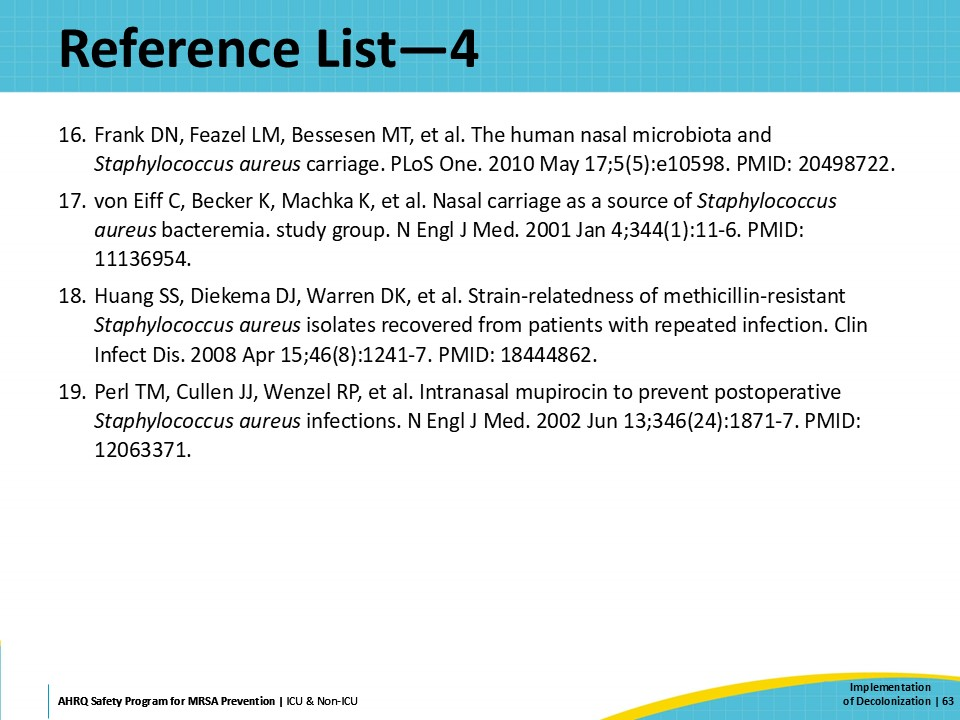 Reference List—4
16. Frank DN, Feazel LM, Bessesen MT, et al. The human nasal microbiota and
Staphylococcus aureus carriage. PLoS One. 2010 May 17;5(5):e10598. PMID: 20498722.
17. von Eiff C, Becker K, Machka K, et al. Nasal carriage as a source of Staphylococcus
aureus bacteremia. study group. N Engl J Med. 2001 Jan 4;344(1):11-6. PMID:
11136954.
18. Huang SS, Diekema DJ, Warren DK, et al. Strain-relatedness of methicillin-resistant
Staphylococcus aureus isolates recovered from patients with repeated infection. Clin
Infect Dis. 2008 Apr 15;46(8):1241-7. PMID: 18444862.
19. Perl TM, Cullen JJ, Wenzel RP, et al. Intranasal mupirocin to prevent postoperative
Staphylococcus aureus infections. N Engl J Med. 2002 Jun 13;346(24):1871-7. PMID:
12063371.
AHRQ Safety Program for MRSA Prevention | ICU & Non-ICU
Implementation
of Decolonization | 63